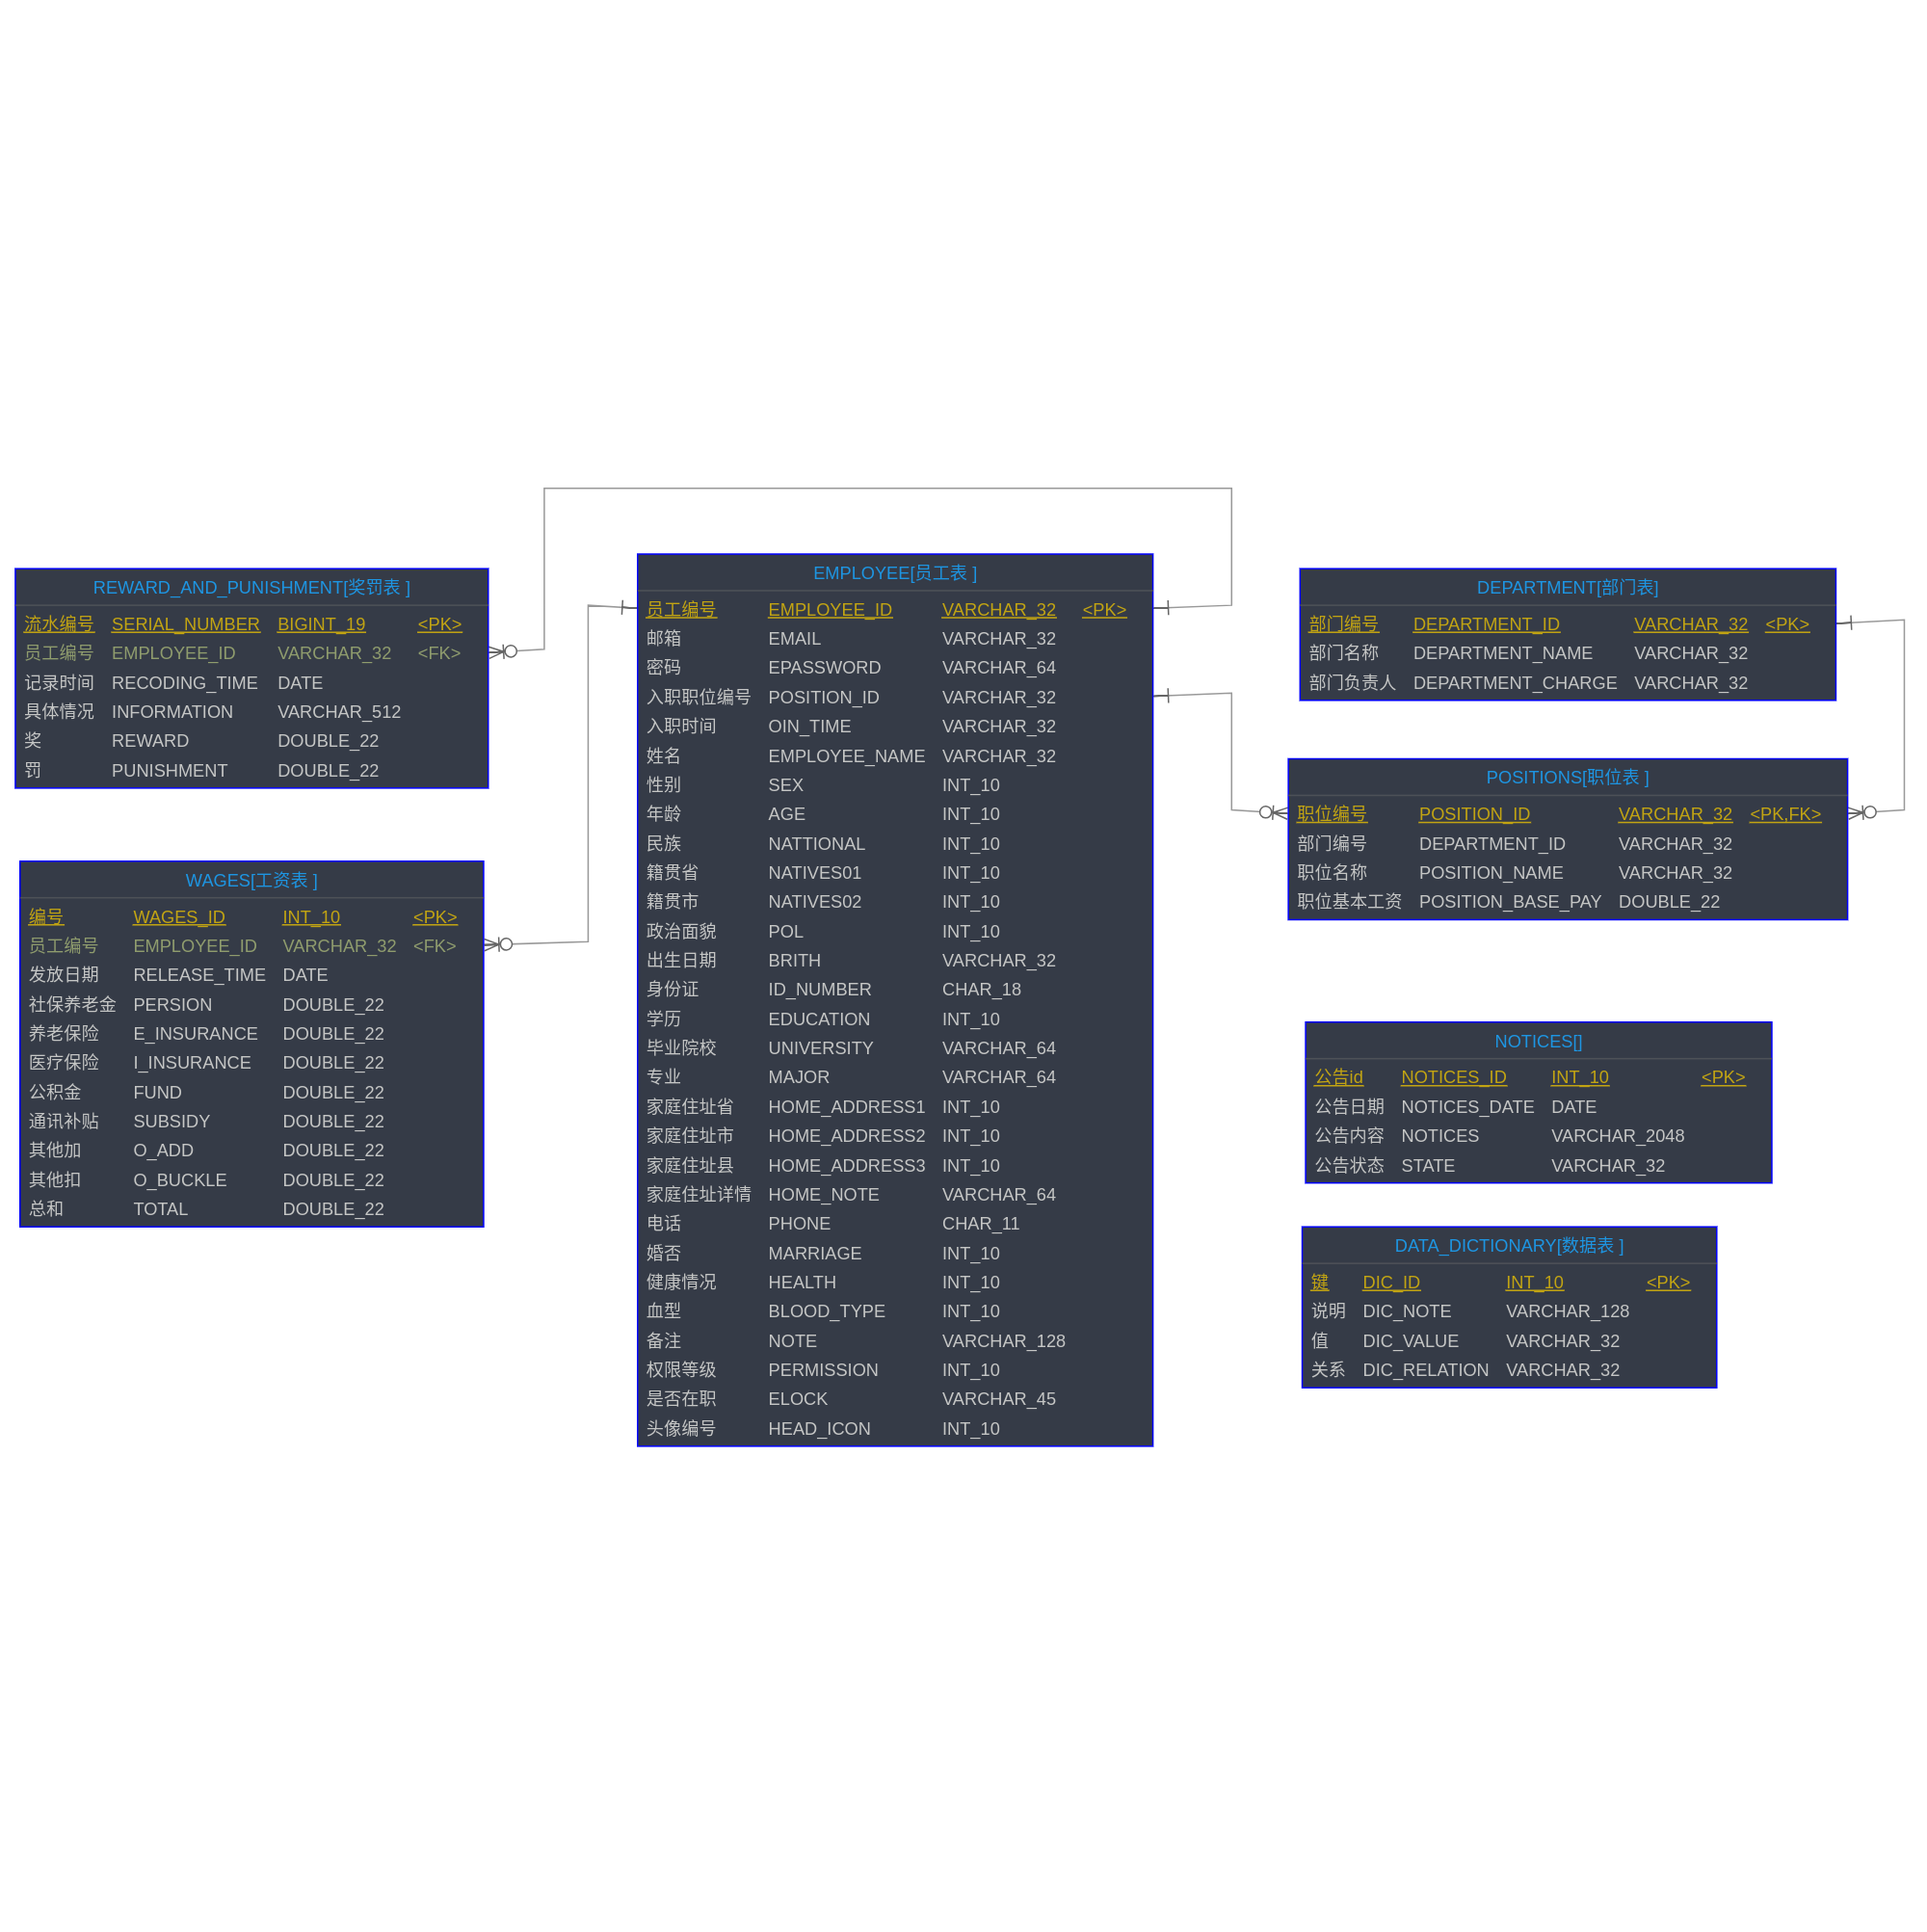 REWARD_AND_PUNISHMENT[奖罚表 ]
流水编号 SERIAL_NUMBER BIGINT_19 <PK>
员工编号 EMPLOYEE_ID VARCHAR_32 <FK>
记录时间 RECODING_TIME DATE
具体情况 INFORMATION VARCHAR_512
奖 REWARD DOUBLE_22
罚 PUNISHMENT DOUBLE_22
WAGES[工资表 ]
编号 WAGES_ID INT_10 <PK>
员工编号 EMPLOYEE_ID VARCHAR_32 <FK>
发放日期 RELEASE_TIME DATE
社保养老金 PERSION DOUBLE_22
养老保险 E_INSURANCE DOUBLE_22
医疗保险 I_INSURANCE DOUBLE_22
公积金 FUND DOUBLE_22
通讯补贴 SUBSIDY DOUBLE_22
其他加 O_ADD DOUBLE_22
其他扣 O_BUCKLE DOUBLE_22
总和 TOTAL DOUBLE_22
EMPLOYEE[员工表 ]
员工编号 EMPLOYEE_ID VARCHAR_32 <PK>
邮箱 EMAIL VARCHAR_32
密码 EPASSWORD VARCHAR_64
入职职位编号 POSITION_ID VARCHAR_32
入职时间 OIN_TIME VARCHAR_32
姓名 EMPLOYEE_NAME VARCHAR_32
性别 SEX INT_10
年龄 AGE INT_10
民族 NATTIONAL INT_10
籍贯省 NATIVES01 INT_10
籍贯市 NATIVES02 INT_10
政治面貌 POL INT_10
出生日期 BRITH VARCHAR_32
身份证 ID_NUMBER CHAR_18
学历 EDUCATION INT_10
毕业院校 UNIVERSITY VARCHAR_64
专业 MAJOR VARCHAR_64
家庭住址省 HOME_ADDRESS1 INT_10
家庭住址市 HOME_ADDRESS2 INT_10
家庭住址县 HOME_ADDRESS3 INT_10
家庭住址详情 HOME_NOTE VARCHAR_64
电话 PHONE CHAR_11
婚否 MARRIAGE INT_10
健康情况 HEALTH INT_10
血型 BLOOD_TYPE INT_10
备注 NOTE VARCHAR_128
权限等级 PERMISSION INT_10
是否在职 ELOCK VARCHAR_45
头像编号 HEAD_ICON INT_10
DEPARTMENT[部门表]
部门编号 DEPARTMENT_ID VARCHAR_32 <PK>
部门名称 DEPARTMENT_NAME VARCHAR_32
部门负责人 DEPARTMENT_CHARGE VARCHAR_32
POSITIONS[职位表 ]
职位编号 POSITION_ID VARCHAR_32 <PK,FK>
部门编号 DEPARTMENT_ID VARCHAR_32
职位名称 POSITION_NAME VARCHAR_32
职位基本工资 POSITION_BASE_PAY DOUBLE_22
NOTICES[]
公告id NOTICES_ID INT_10 <PK>
公告日期 NOTICES_DATE DATE
公告内容 NOTICES VARCHAR_2048
公告状态 STATE VARCHAR_32
DATA_DICTIONARY[数据表 ]
键 DIC_ID INT_10 <PK>
说明 DIC_NOTE VARCHAR_128
值 DIC_VALUE VARCHAR_32
关系 DIC_RELATION VARCHAR_32